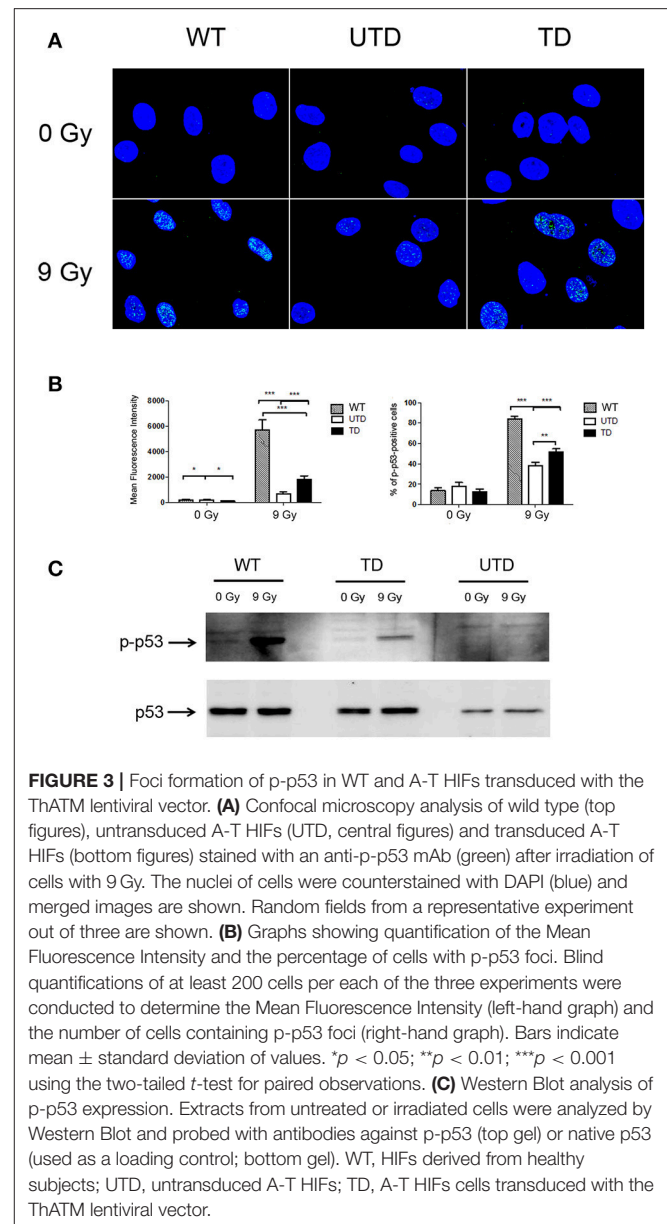 A
WT UTD TD
0 Gy
9 Gy
B
Mean Fluorescence Intensity
8000
6000
4000
2000
0
* * *** *** ***
WT
UTD
TD
0 Gy 9 Gy
% of p-p53-positive cells
100
80
60
40
20
0
*** *** **
WT
UTD
TD
0 Gy 9 Gy
C
WT TD UTD
0 Gy 9 Gy 0 Gy 9 Gy 0 Gy 9 Gy
p-p53
p53
FIGURE 3 | Foci formation of p-p53 in WT and A-T HIFs transduced with the
ThATM lentiviral vector. (A) Confocal microscopy analysis of wild type (top
figures), untransduced A-T HIFs (UTD, central figures) and transduced A-T
HIFs (bottom figures) stained with an anti-p-p53 mAb (green) after irradiation of
cells with 9 Gy. The nuclei of cells were counterstained with DAPI (blue) and
merged images are shown. Random fields from a representative experiment
out of three are shown. (B) Graphs showing quantification of the Mean
Fluorescence Intensity and the percentage of cells with p-p53 foci. Blind
quantifications of at least 200 cells per each of the three experiments were
conducted to determine the Mean Fluorescence Intensity (left-hand graph) and
the number of cells containing p-p53 foci (right-hand graph). Bars indicate
mean ± standard deviation of values. *p < 0.05; **p < 0.01; ***p < 0.001
using the two-tailed t-test for paired observations. (C) Western Blot analysis of
p-p53 expression. Extracts from untreated or irradiated cells were analyzed by
Western Blot and probed with antibodies against p-p53 (top gel) or native p53
(used as a loading control; bottom gel). WT, HIFs derived from healthy
subjects; UTD, untransduced A-T HIFs; TD, A-T HIFs cells transduced with the
ThATM lentiviral vector.